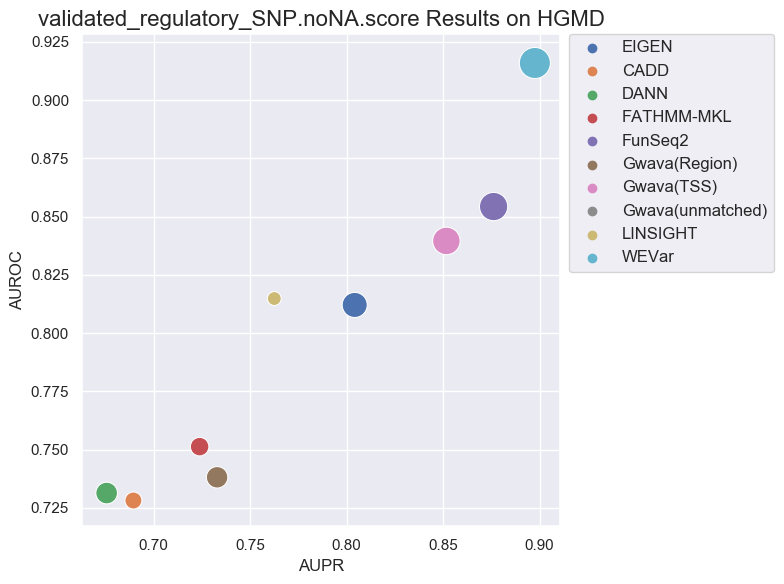 validated_regulatory_SNP.noNA.score Results on HGMD
0.925
0.900
0.875
0.850
0.825
0.800
0.775
0.750
0.725
AUROC
0.70
0.75
0.80
0.85
0.90
AUPR
EIGEN
CADD
DANN
FATHMM-MKL
FunSeq2
Gwava(Region)
Gwava(TSS)
Gwava(unmatched)
LINSIGHT
WEVar